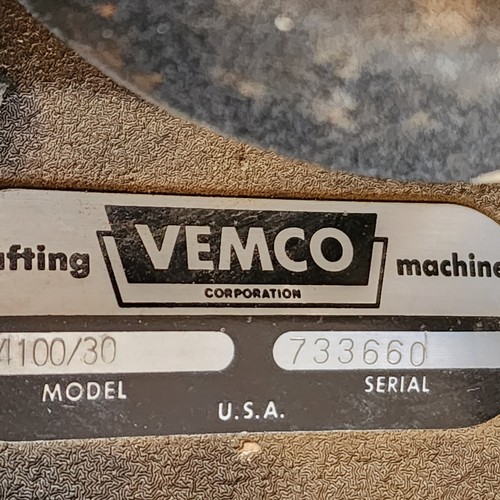 afting VEMCO machine
CORPORATION
4100/30 733660
MODEL SERIAL
U.S.A.